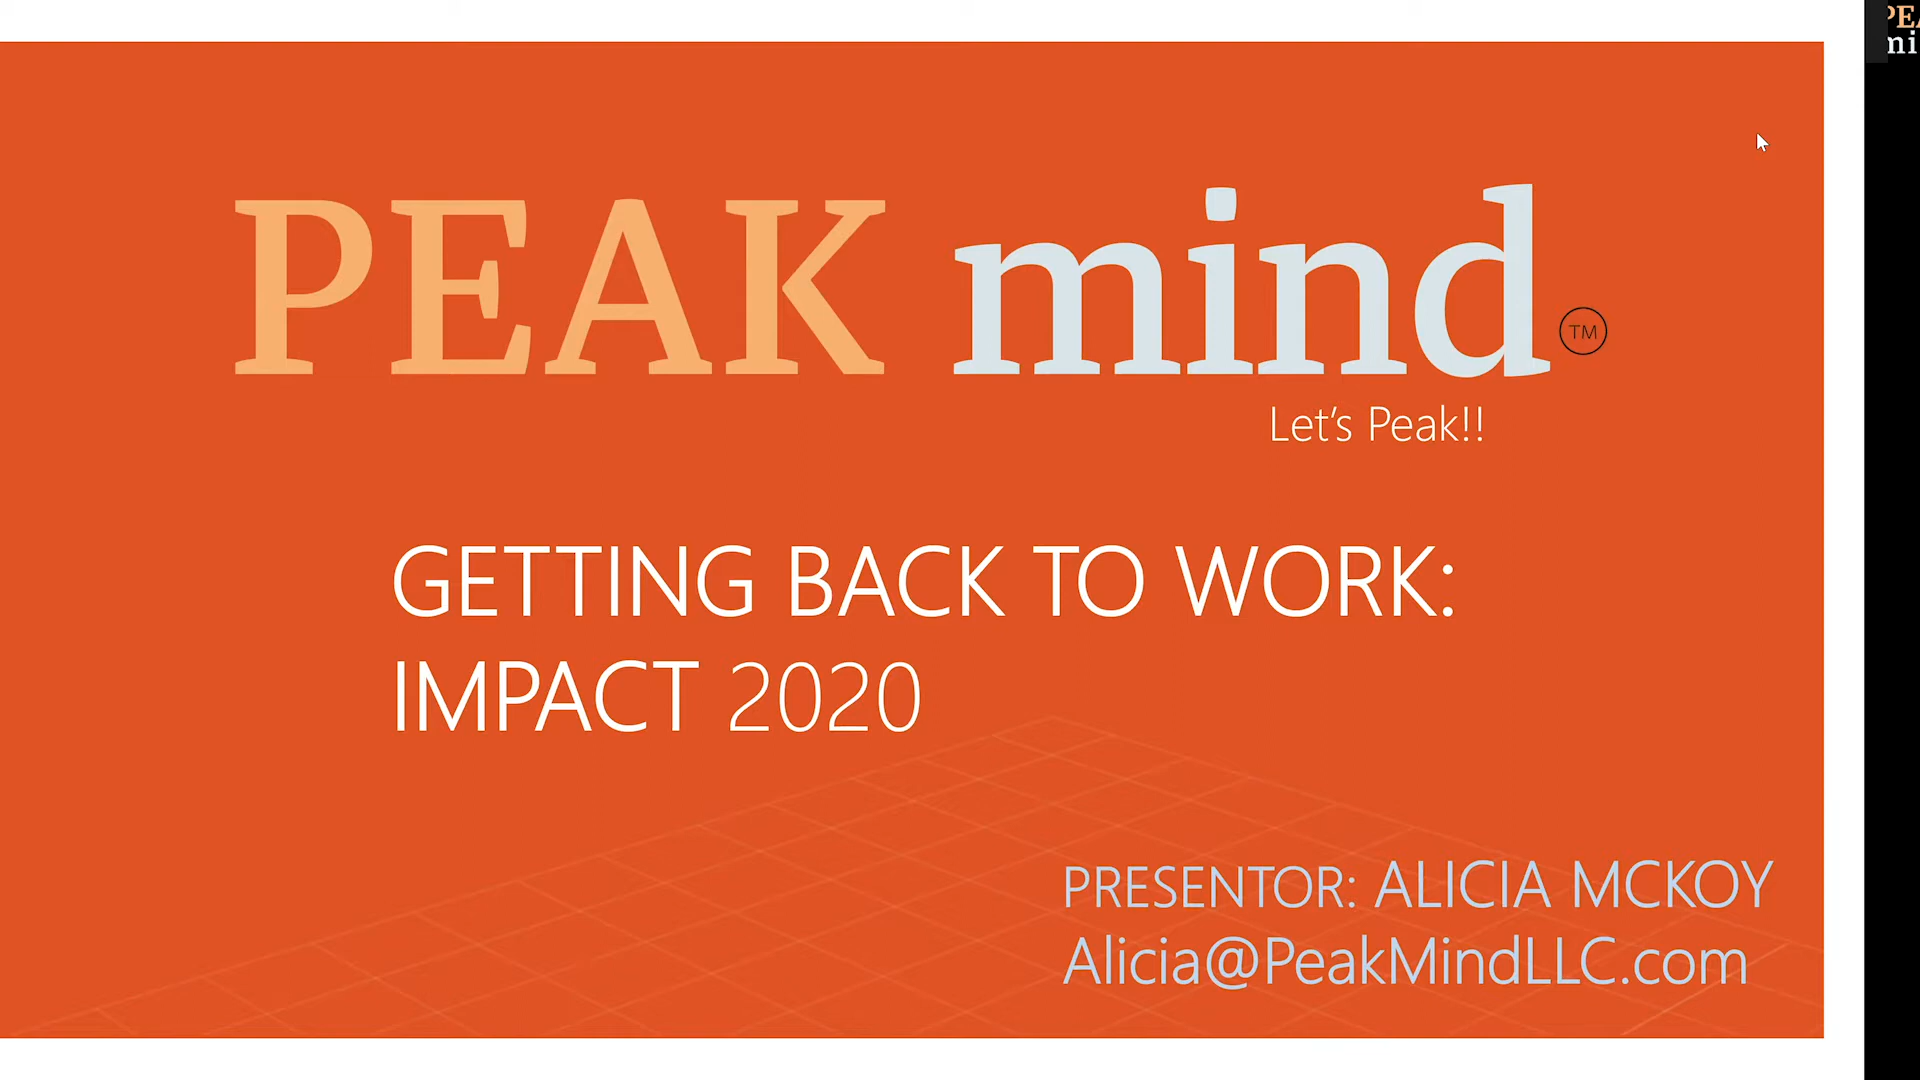 PEAK mind.
TM
Let's Peak!!
GETTING BACK TO WORK:
IMPACT 2020
PRESENTOR: ALICIA MCKOY
Alicia@PeakMindLLC.com